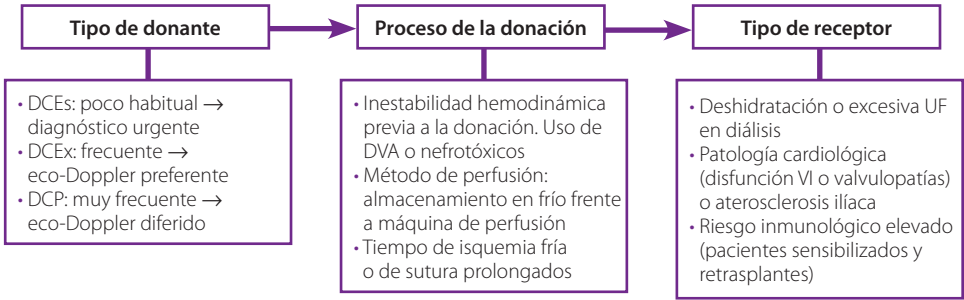 Tipo de donante
Proceso de la donación
Tipo de receptor
• DCEs: poco habitual →
diagnóstico urgente
• DCEx: frecuente →
eco-Doppler preferente
• DCP: muy frecuente →
eco-Doppler diferido
• Inestabilidad hemodinámica
previa a la donación. Uso de
DVA o nefrotóxicos
• Método de perfusión:
almacenamiento en frío frente
a máquina de perfusión
• Tiempo de isquemia fría
o de sutura prolongados
• Deshidratación o excesiva UF
en diálisis
• Patología cardiológica
(disfunción VI o valvulopatías)
o aterosclerosis ilíaca
• Riesgo inmunológico elevado
(pacientes sensibilizados y
retrasplantes)